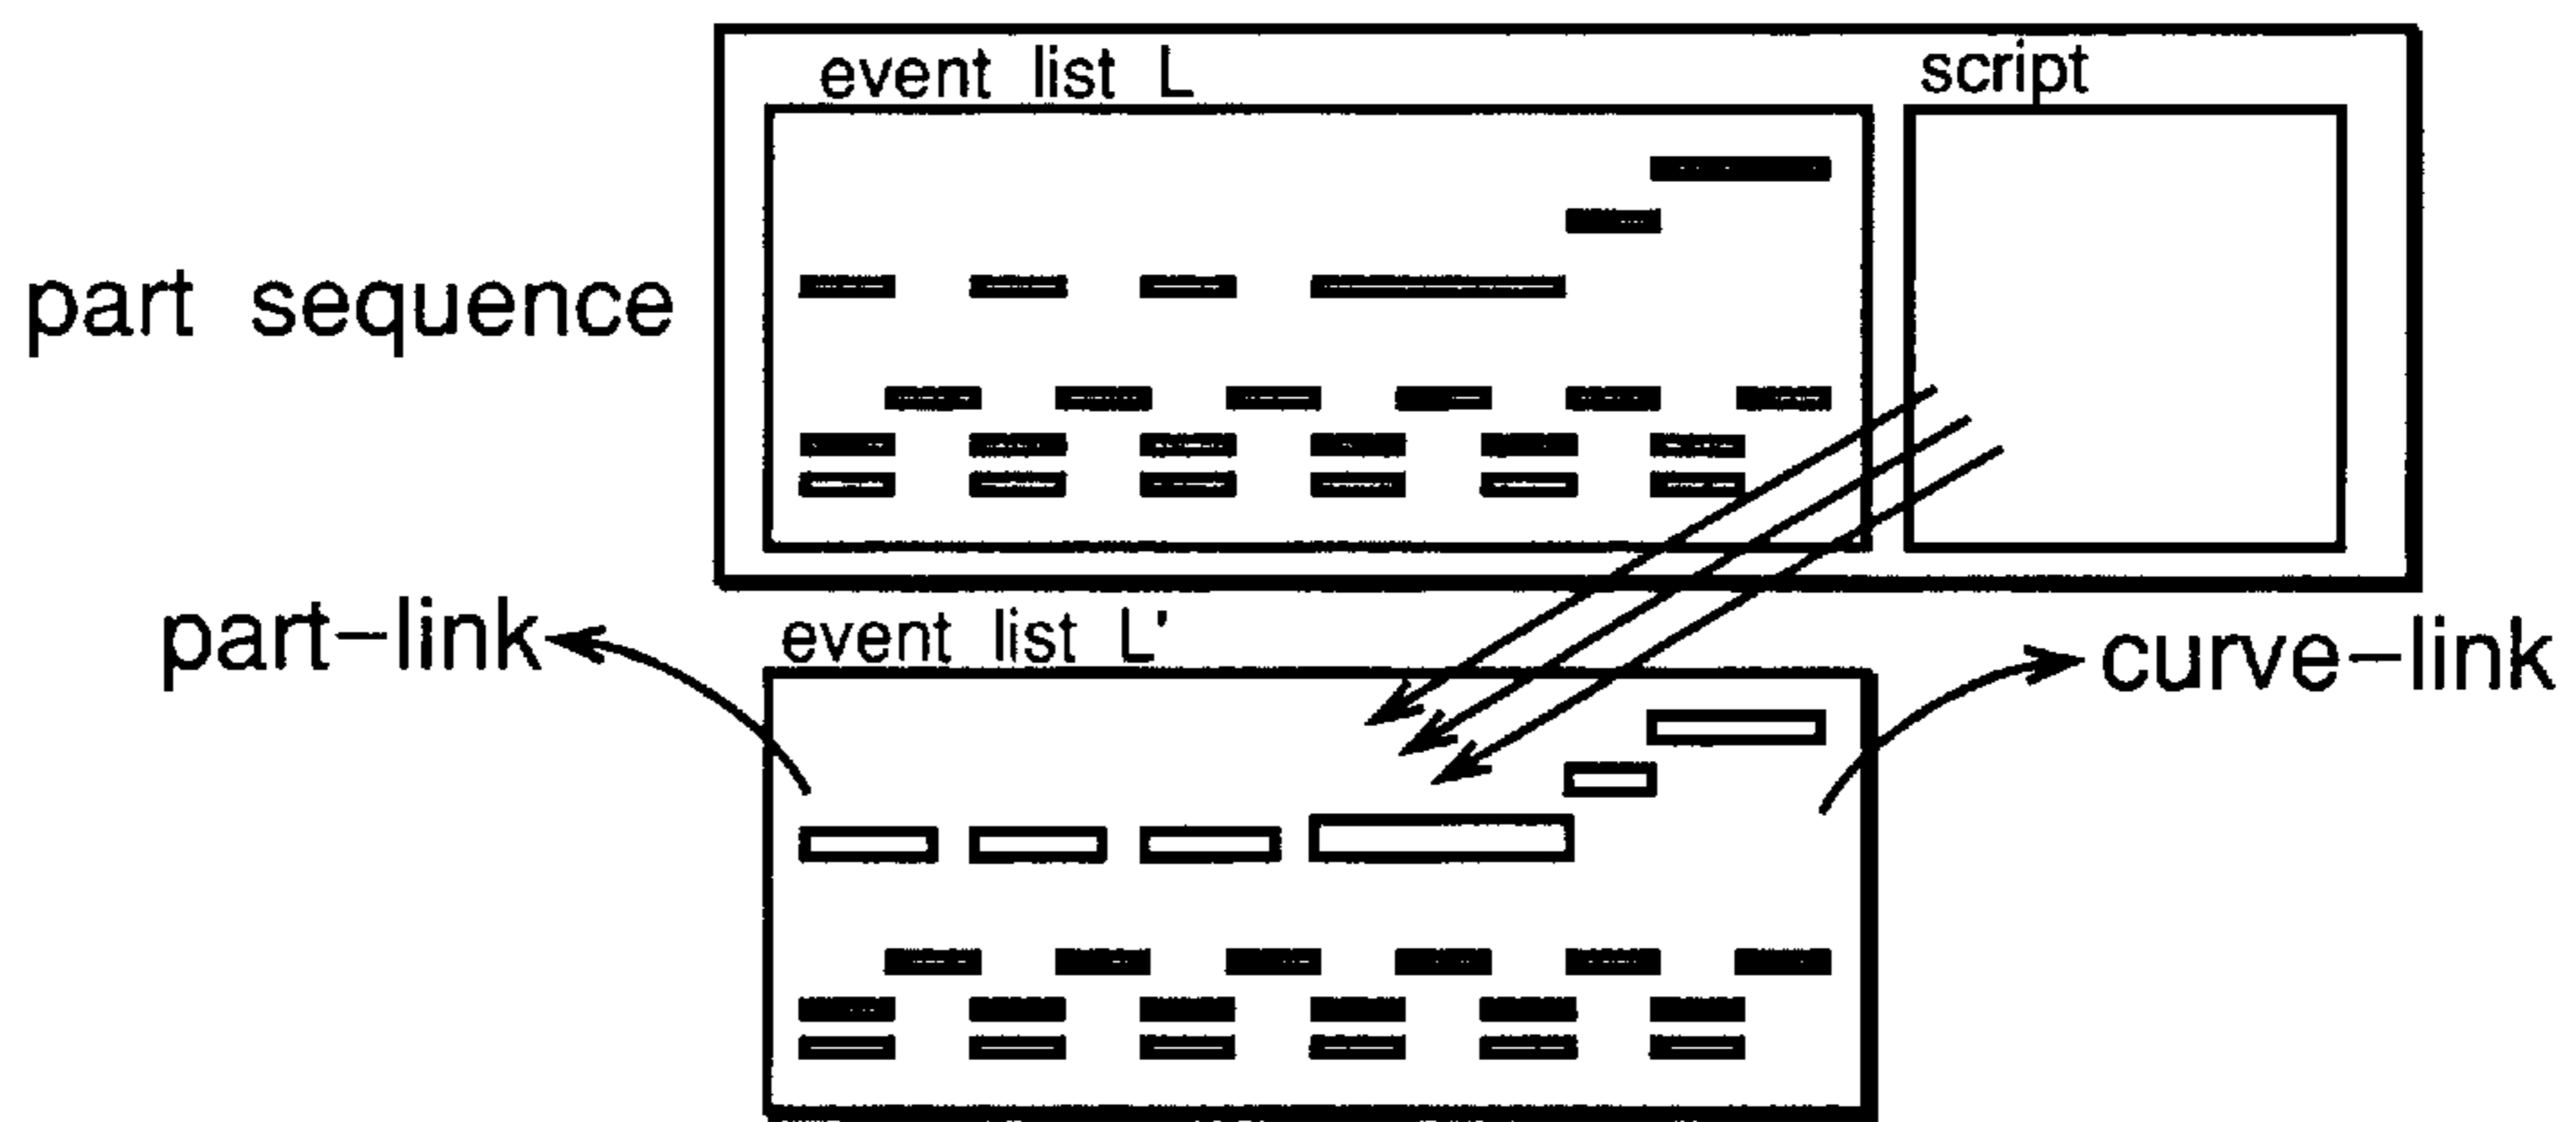 event list L
script
part sequence
part-link
event list L'
curve-link